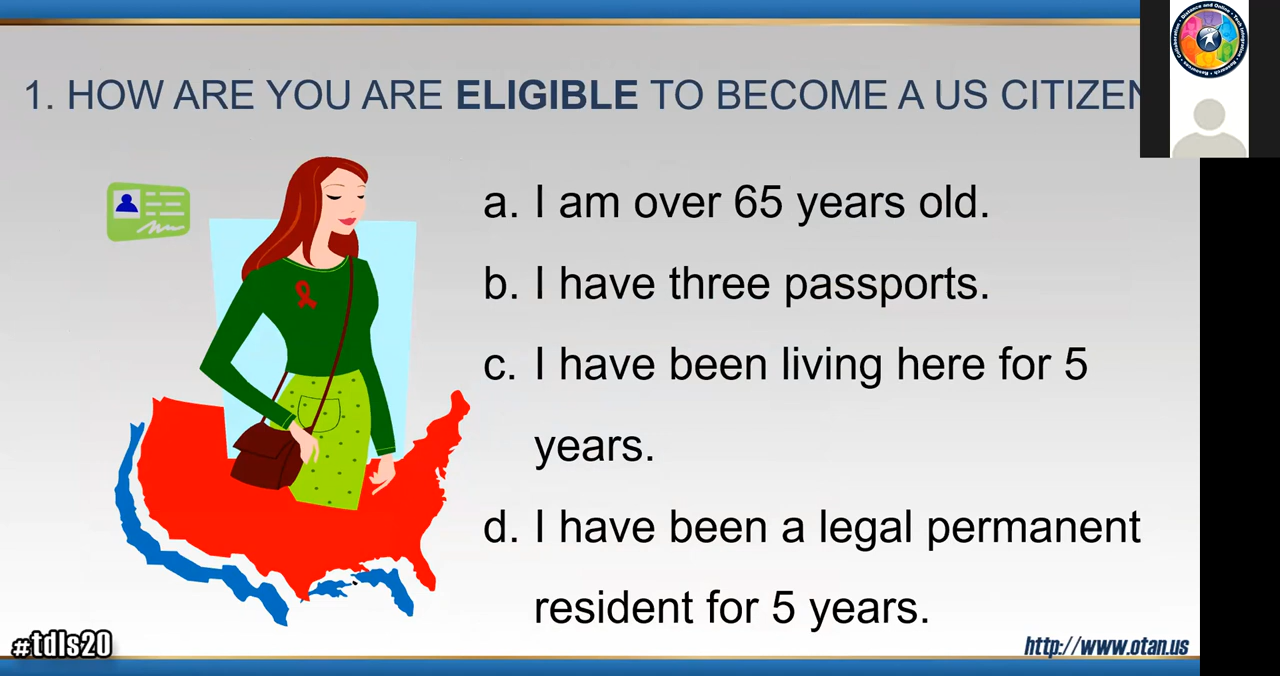 1. HOW ARE YOU ARE ELIGIBLE TO BECOME A US CITIZEN
a. I am over 65 years old.
b. I have three passports.
c. I have been living here for 5
years.
d. I have been a legal permanent
resident for 5 years.
#tdls20
http://www.otan.us